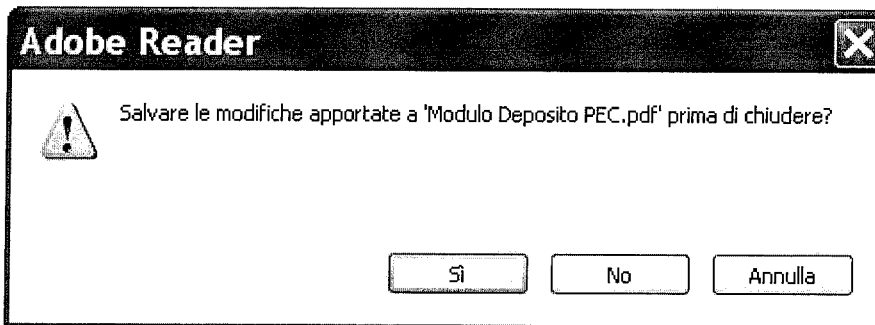 Adobe Reader
Salvare le modifiche apportate a 'Modulo Deposito PEC.pdf' prima di chiudere?
Sì
No
Annulla